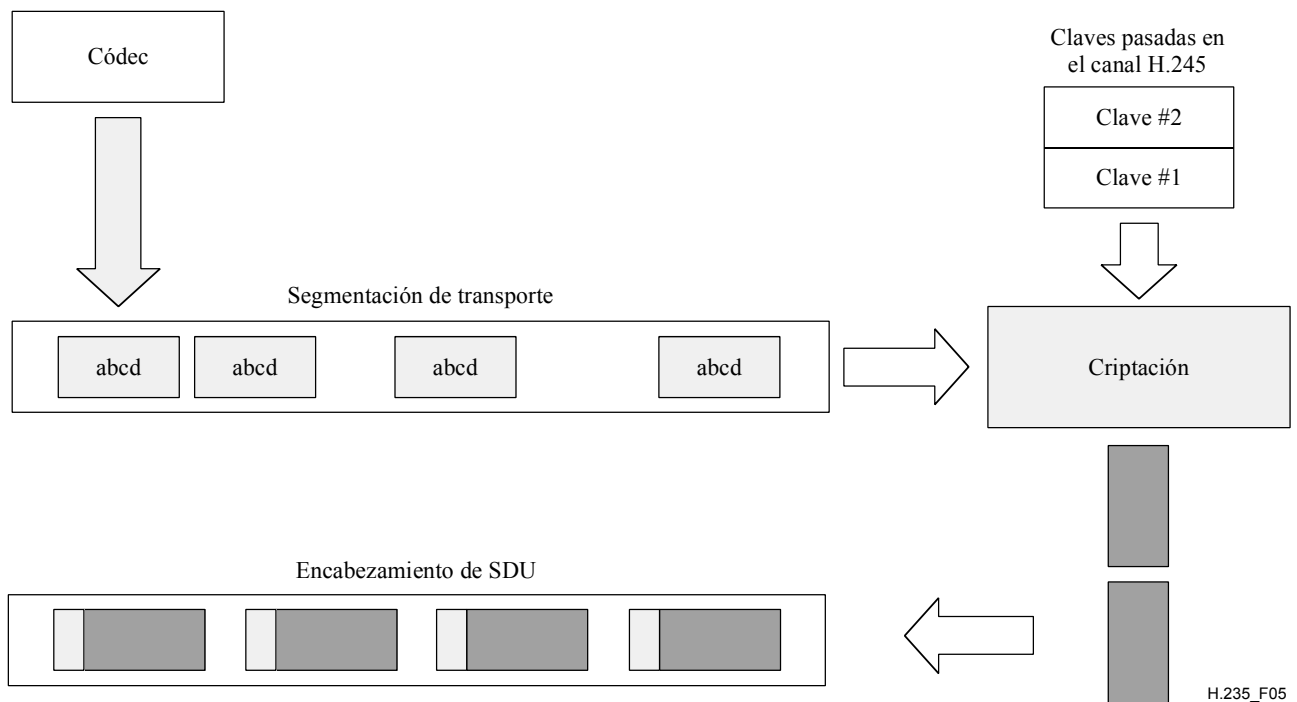 Códec
Claves pasadas en
el canal H.245
Clave #2
Clave #1
Segmentación de transporte
abcd
abcd
abcd
abcd
Criptación
Encabezamiento de SDU
H.235_F05